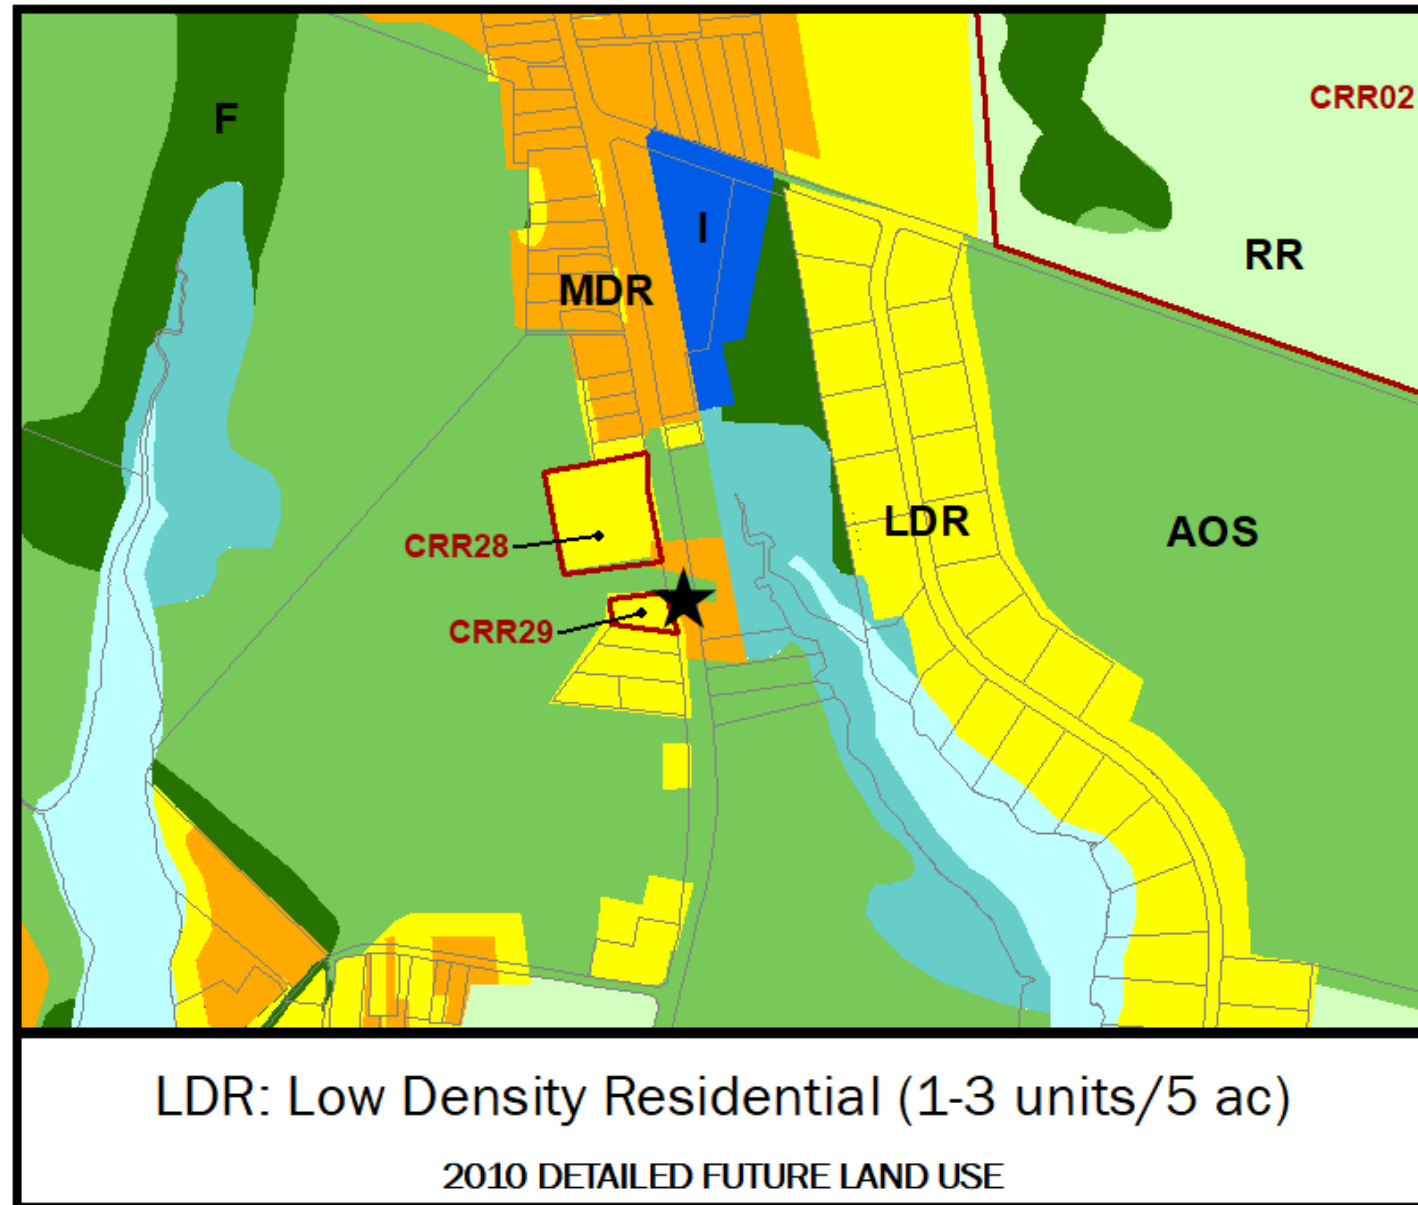 CRR02
F
I
RR
MDR
LDR
AOS
CRR28
CRR29
LDR: Low Density Residential (1-3 units/5 ac)
2010 DETAILED FUTURE LAND USE